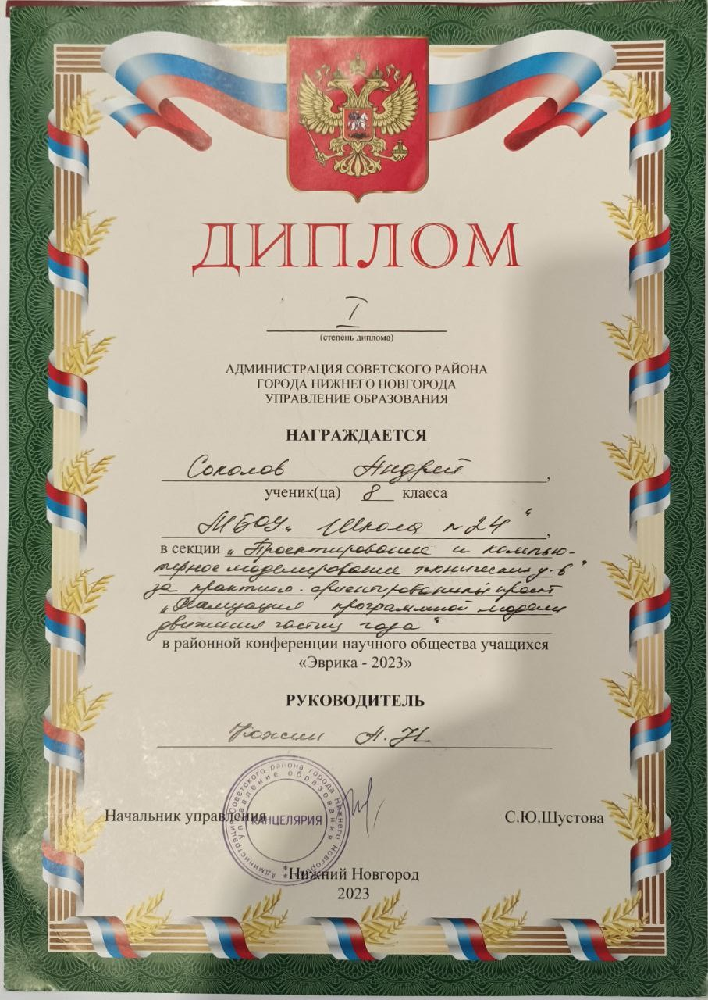 ДИПЛОМ
I
(степень диплома)
АДМИНИСТРАЦИЯ СОВЕТСКОГО РАЙОНА
ГОРОДА НИЖНЕГО НОВГОРОДА
УПРАВЛЕНИЕ ОБРАЗОВАНИЯ
НАГРАЖДАЕТСЯ
Соколов Андрей,
ученик(ца) 8 класса
МБОУ „Школа №24“,
в секции „Проектирование и компью-
терное моделирование технических у-в“
за практико-ориентированный проект
программной модели
движения частиц газа“
в районной конференции научного общества учащихся
«Эврика - 2023»
РУКОВОДИТЕЛЬ
А.Н
Начальник управления
С.Ю.Шустова
Администрация Советского района города Нижнего Новгорода
Управление образования
КАНЦЕЛЯРИЯ
Нижний Новгород
2023